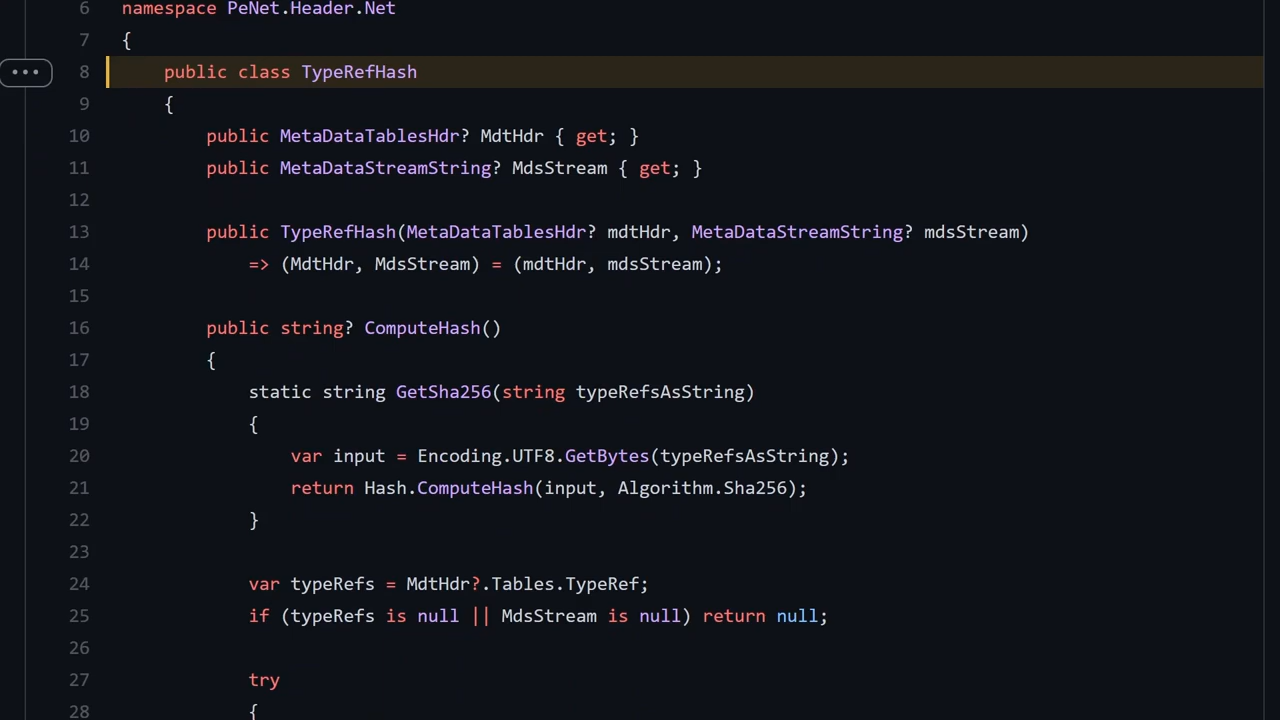 6 namespace PeNet.Header.Net
7 {
8 public class TypeRefHash
9 {
10 public MetaDataTablesHdr? MdtHdr { get; }
11 public MetaDataStreamString? MdsStream { get; }
12
13 public TypeRefHash(MetaDataTablesHdr? mdtHdr, MetaDataStreamString? mdsStream)
14 => (MdtHdr, MdsStream) = (mdtHdr, mdsStream);
15
16 public string? ComputeHash()
17 {
18 static string GetSha256(string typeRefsAsString)
19 {
20 var input = Encoding.UTF8.GetBytes(typeRefsAsString);
21 return Hash.ComputeHash(input, Algorithm.Sha256);
22 }
23
24 var typeRefs = MdtHdr?.Tables.TypeRef;
25 if (typeRefs is null || MdsStream is null) return null;
26
27 try
28 {